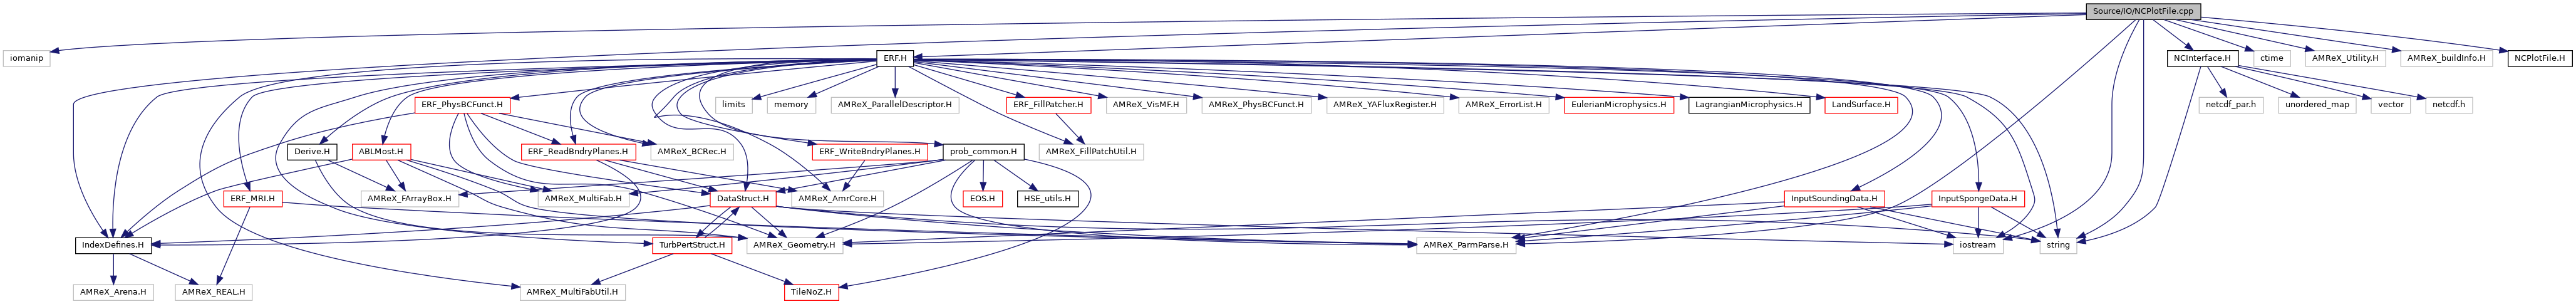 Source/IO/NCPlotFile.cpp
iomanip
ERF.H
NCInterface.H
ctime
AMReX_Utility.H
AMReX_buildInfo.H
NCPlotFile.H
ERF_PhysBCFunct.H
limits
memory
AMReX_ParallelDescriptor.H
ERF_FillPatcher.H
AMReX_VisMF.H
AMReX_PhysBCFunct.H
AMReX_YAFluxRegister.H
AMReX_ErrorList.H
EulerianMicrophysics.H
LagrangianMicrophysics.H
LandSurface.H
netcdf_par.h
unordered_map
vector
netcdf.h
Derive.H
ABLMost.H
ERF_ReadBndryPlanes.H
AMReX_BCRec.H
ERF_WriteBndryPlanes.H
prob_common.H
AMReX_FillPatchUtil.H
ERF_MRI.H
AMReX_FArrayBox.H
AMReX_MultiFab.H
DataStruct.H
AMReX_AmrCore.H
EOS.H
HSE_utils.H
InputSoundingData.H
InputSpongeData.H
IndexDefines.H
TurbPertStruct.H
AMReX_Geometry.H
AMReX_ParmParse.H
iostream
string
AMReX_Arena.H
AMReX_REAL.H
AMReX_MultiFabUtil.H
TileNoZ.H